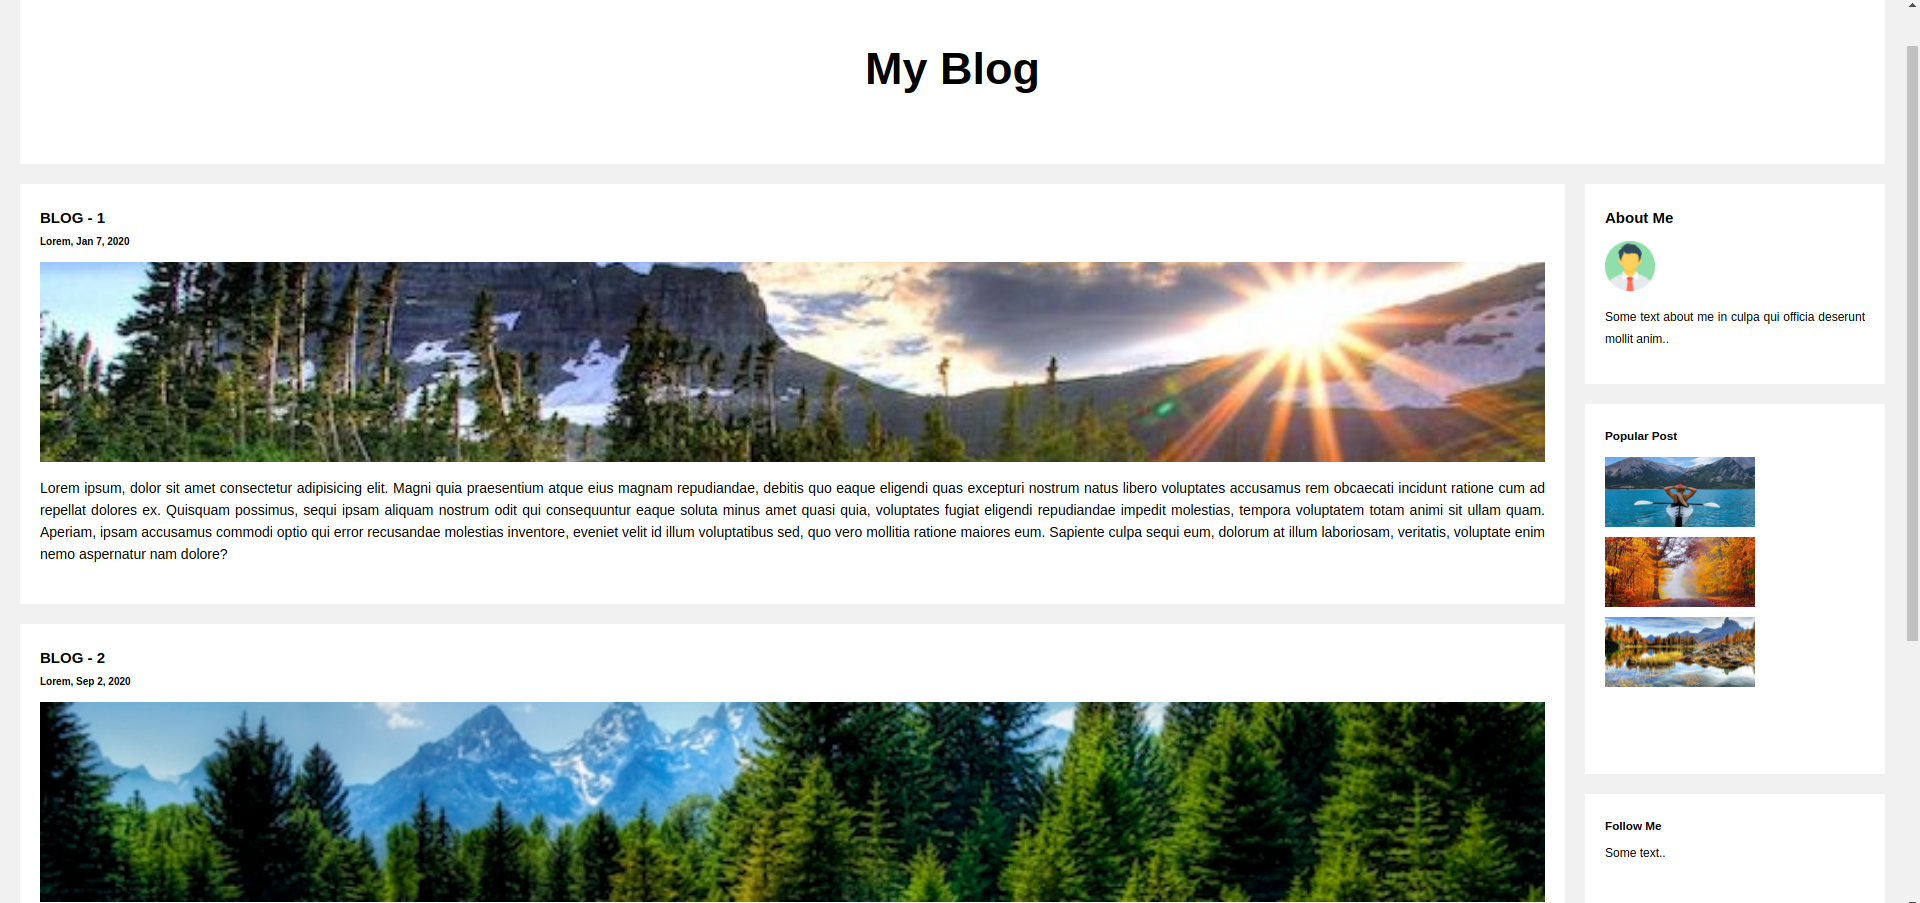 My Blog
BLOG - 1
Lorem, Jan 7, 2020
Lorem ipsum, dolor sit amet consectetur adipisicing elit. Magni quia praesentium atque eius magnam repudiandae, debitis quo eaque eligendi quas excepturi nostrum natus libero voluptates accusamus rem obcaecati incidunt ratione cum ad
repellat dolores ex. Quisquam possimus, sequi ipsam aliquam nostrum odit qui consequuntur eaque soluta minus amet quasi quia, voluptates fugiat eligendi repudiandae impedit molestias, tempora voluptatem totam animi sit ullam quam.
Aperiam, ipsam accusamus commodi optio qui error recusandae molestias inventore, eveniet velit id illum voluptatibus sed, quo vero mollitia ratione maiores eum. Sapiente culpa sequi eum, dolorum at illum laboriosam, veritatis, voluptate enim
nemo aspernatur nam dolore?
BLOG - 2
Lorem, Sep 2, 2020
About Me
Some text about me in culpa qui officia deserunt
mollit anim..
Popular Post
Follow Me
Some text..